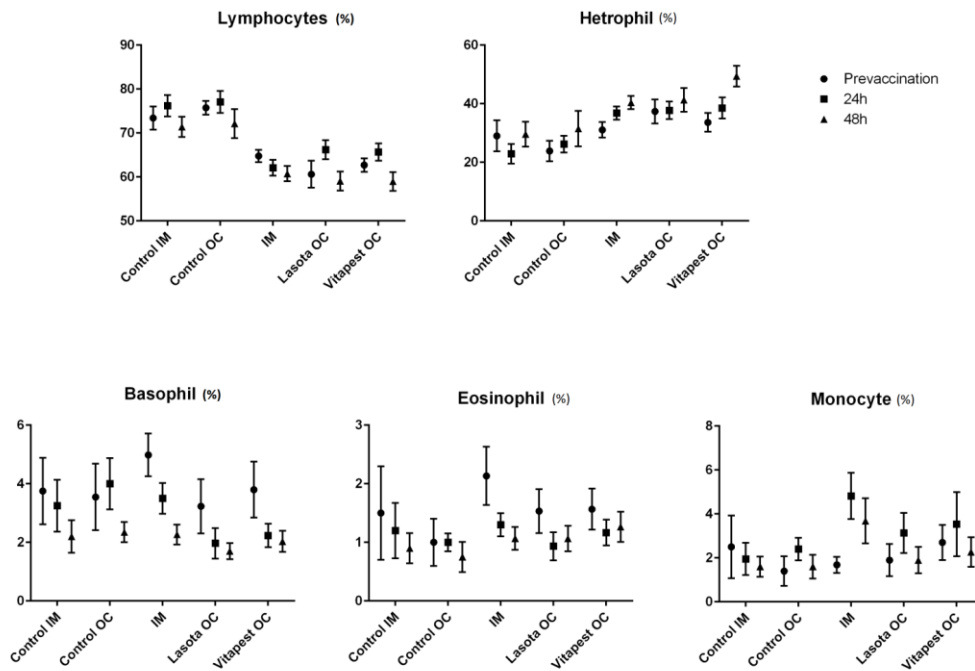 Lymphocytes (%)
90
80
70
60
50
Control IM
Control OC
IM
Lasota OC
Vitapest OC
Hetrophil (%)
60
40
20
0
Control IM
Control OC
IM
Lasota OC
Vitapest OC
Prevaccination
24h
48h
Basophil (%)
6
4
2
0
Control IM
Control OC
IM
Lasota OC
Vitapest OC
Eosinophil (%)
3
2
1
0
Control IM
Control OC
IM
Lasota OC
Vitapest OC
Monocyte (%)
8
6
4
2
0
Control IM
Control OC
IM
Lasota OC
Vitapest OC